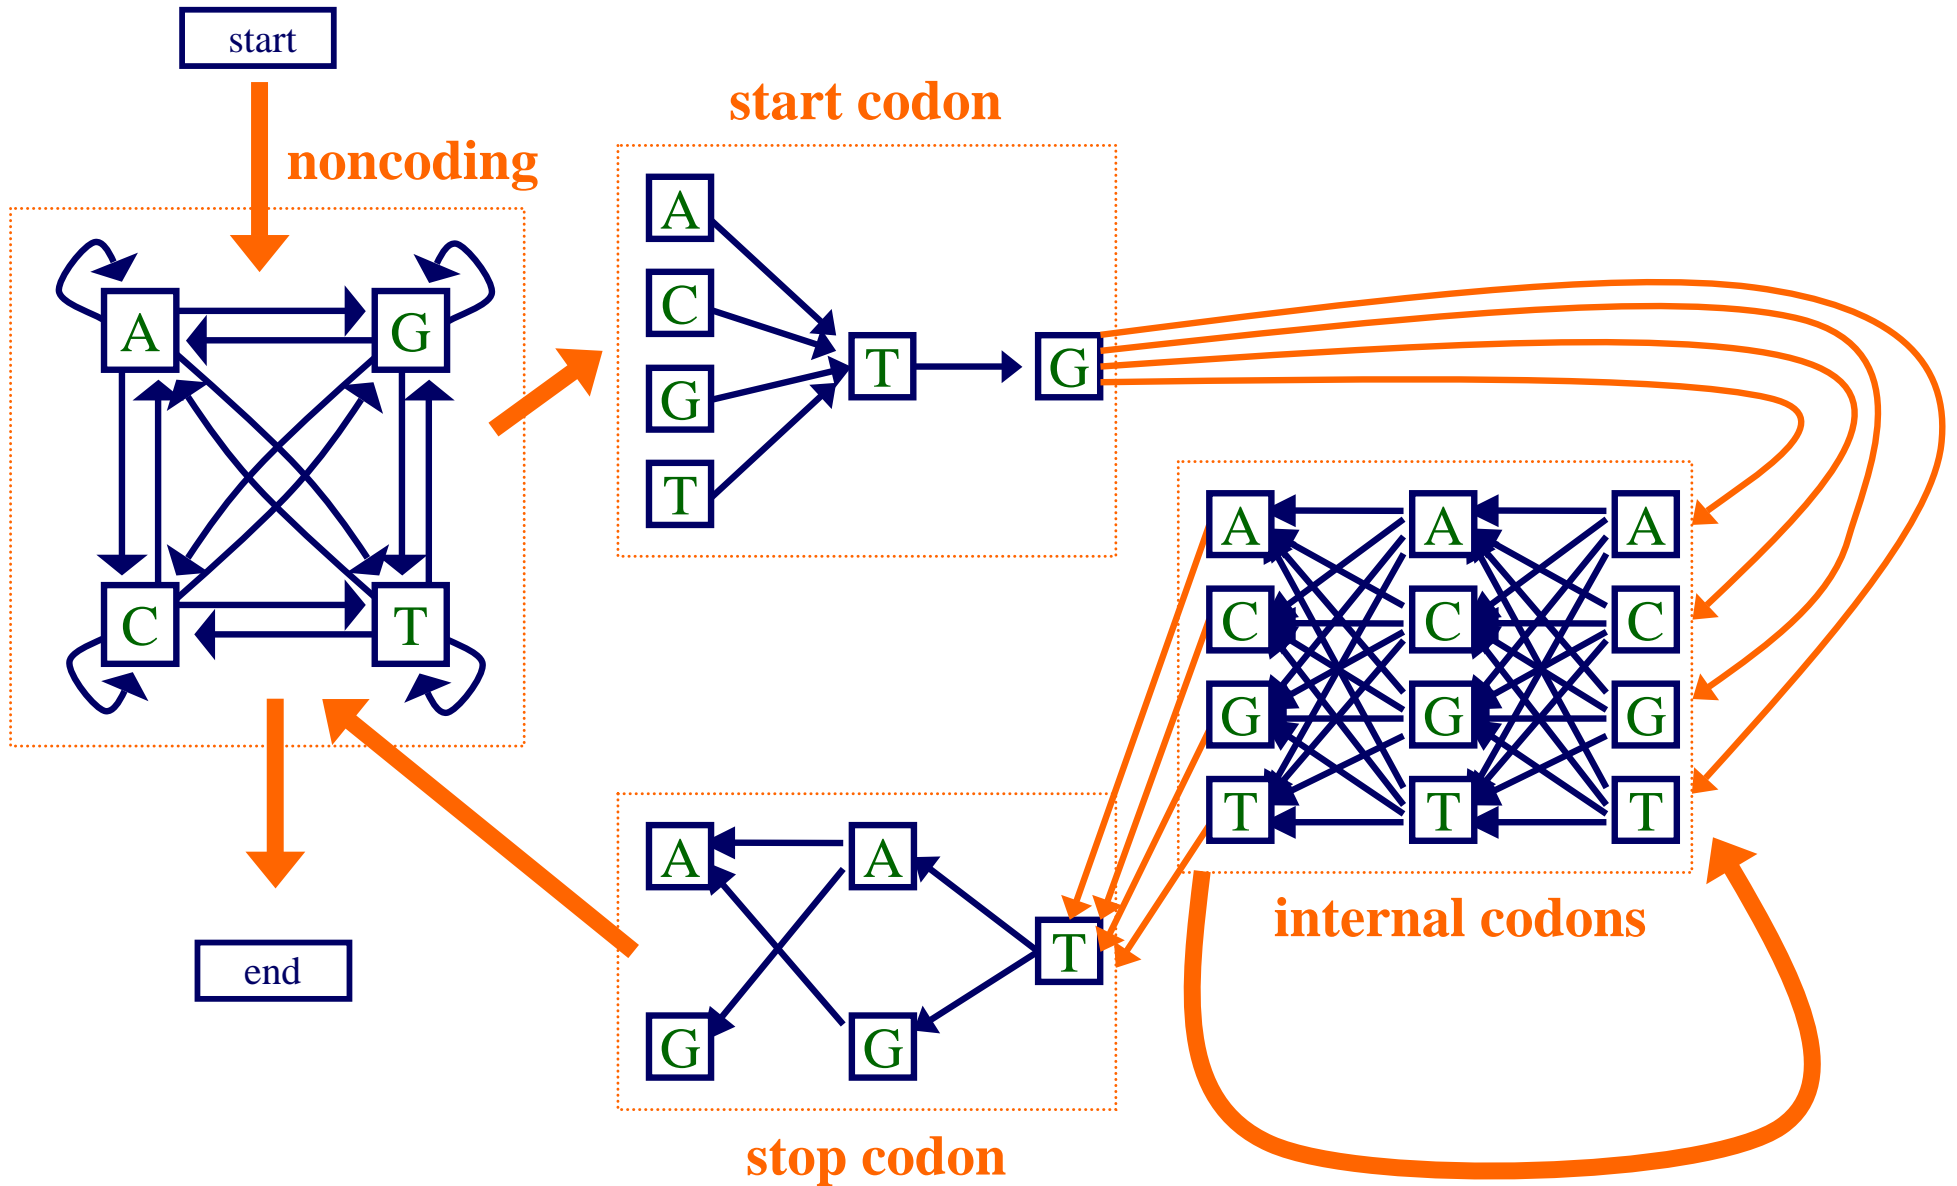 start
noncoding
A G
C T
start codon
A
C
G
T
T G
A A A
C C C
G G G
T T T
internal codons
A A
T
G G
stop codon
end